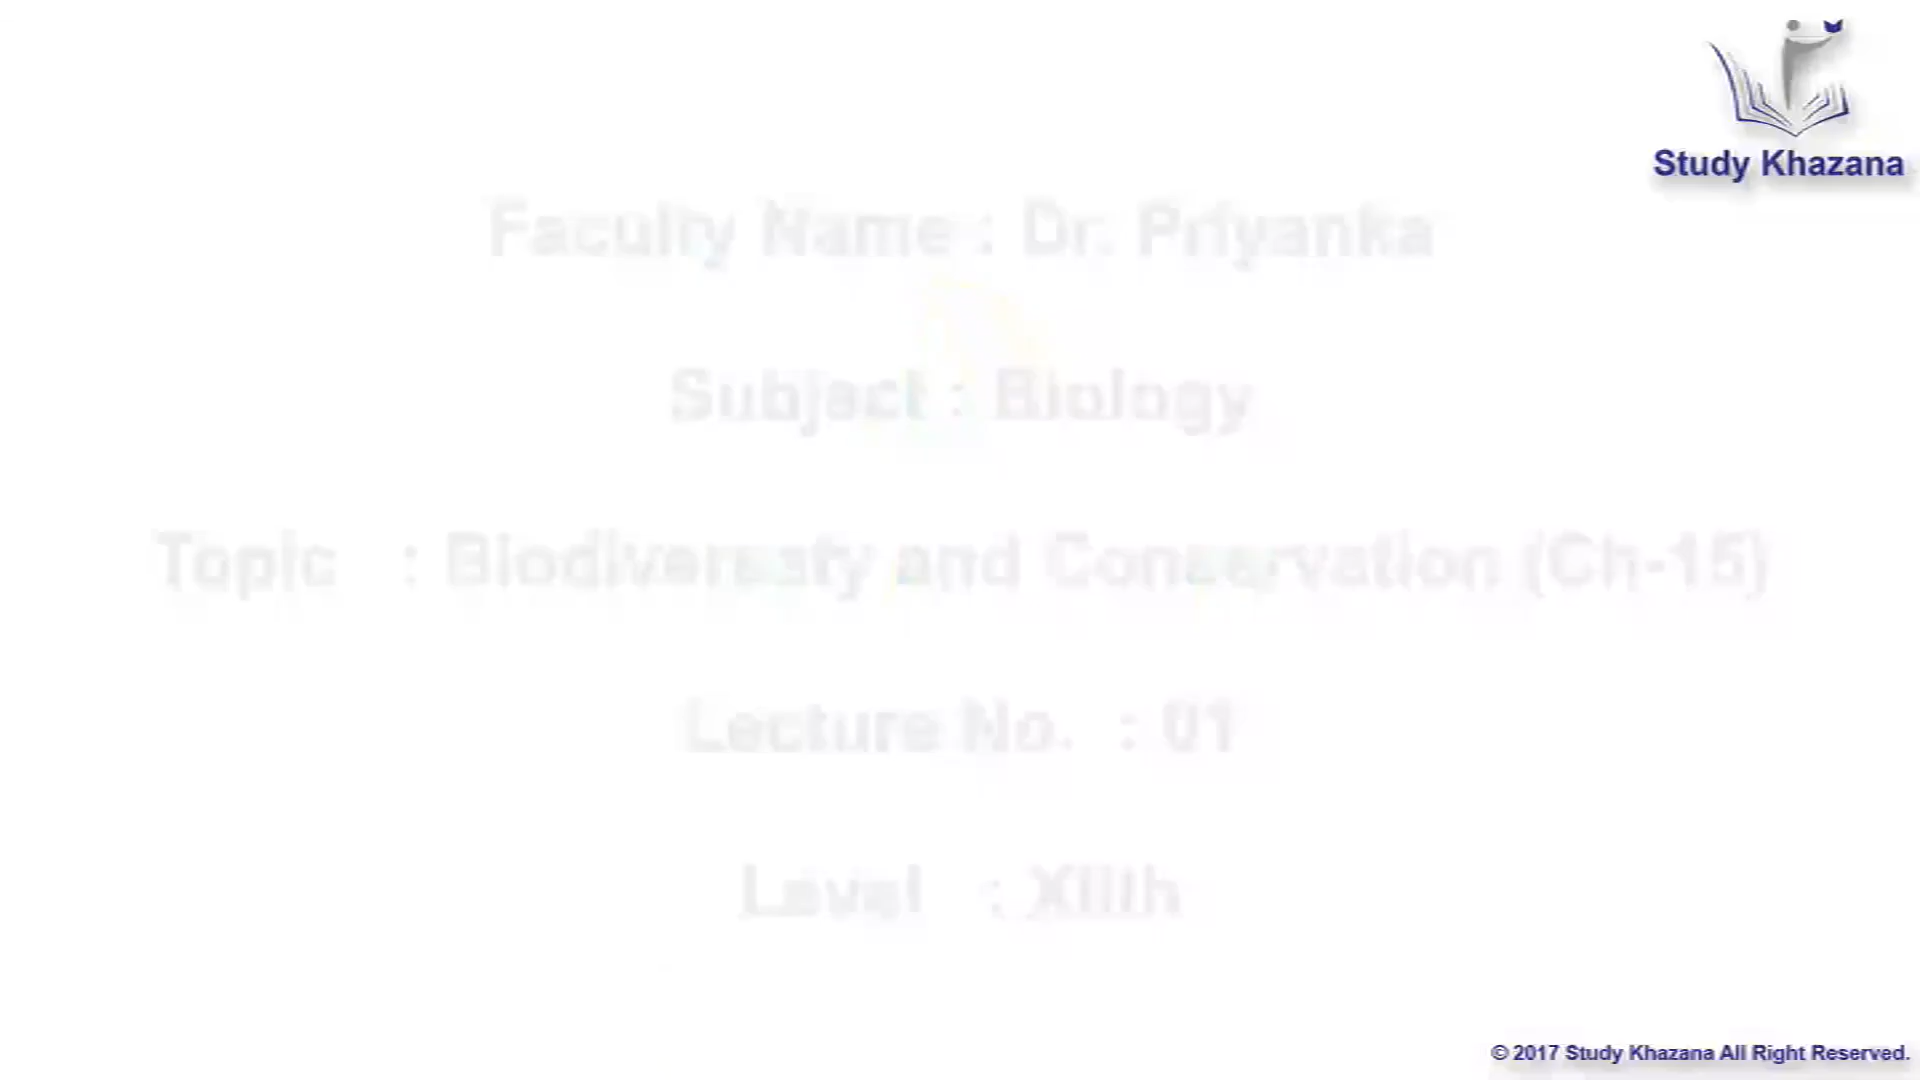 Study Khazana
Faculty Name : Dr. Priyanka
Subject : Biology
Topic : Biodiversaty and Conservation (Ch-15)
Lecture No. : 01
Level : XIIth
© 2017 Study Khazana All Right Reserved.